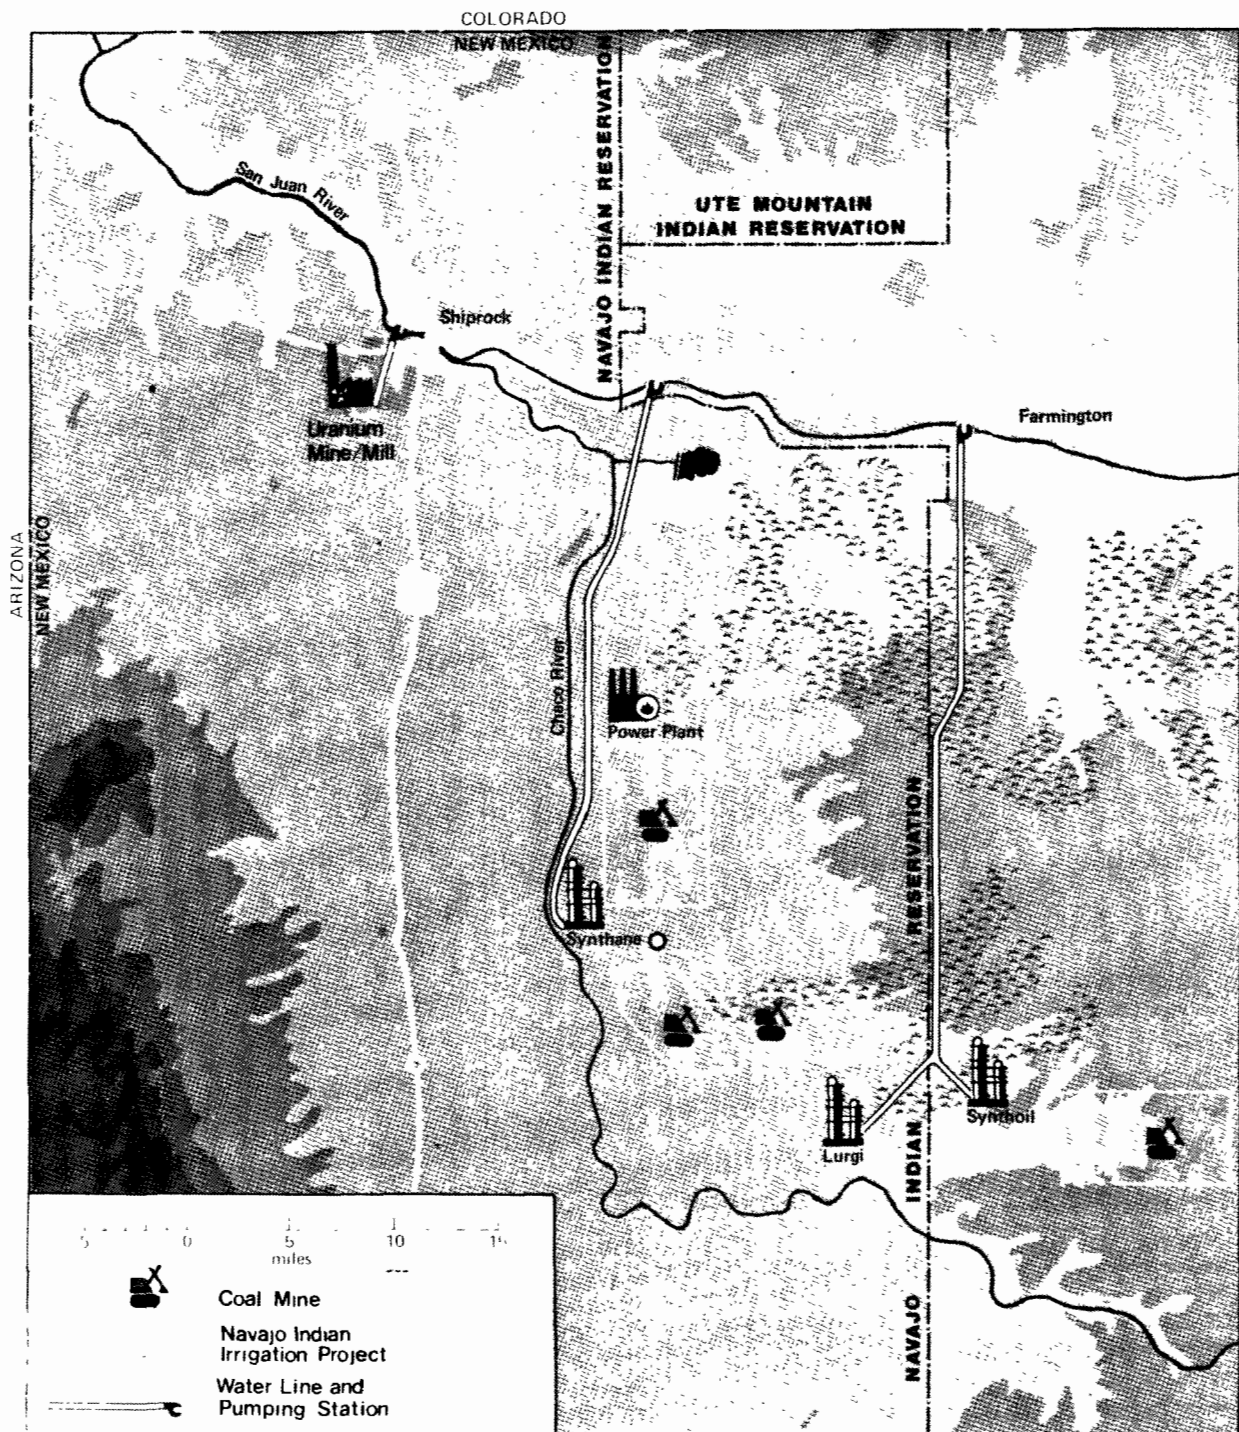 COLORADO
NEW MEXICO
NAVAJO INDIAN RESERVATION
UTE MOUNTAIN
INDIAN RESERVATION
San Juan River
Shiprock
Farmington
Uranium
Mine/Mill
ARIZONA
NEW MEXICO
Chaco River
Power Plant
RESERVATION
Synthane
Synthoil
Lurgi
INDIAN
NAVAJO
5 0 5 10
miles
Coal Mine
Navajo Indian
Irrigation Project
Water Line and
Pumping Station